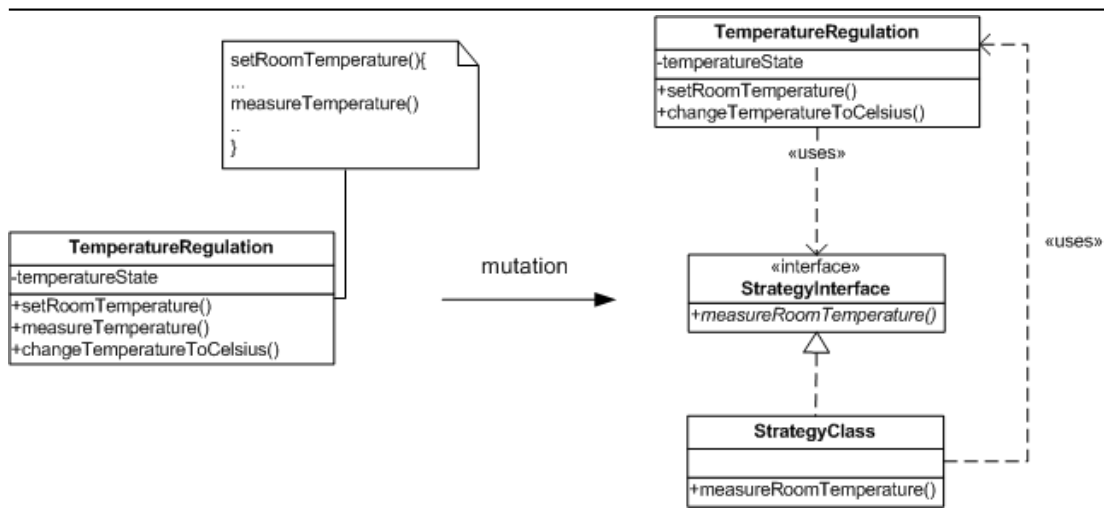 setRoomTemperature(){
...
measureTemperature()
..
}
TemperatureRegulation
-temperatureState
+setRoomTemperature()
+measureTemperature()
+changeTemperatureToCelsius()
mutation
TemperatureRegulation
-temperatureState
+setRoomTemperature()
+changeTemperatureToCelsius()
«uses»
«uses»
«interface»
StrategyInterface
+measureRoomTemperature()
StrategyClass
+measureRoomTemperature()